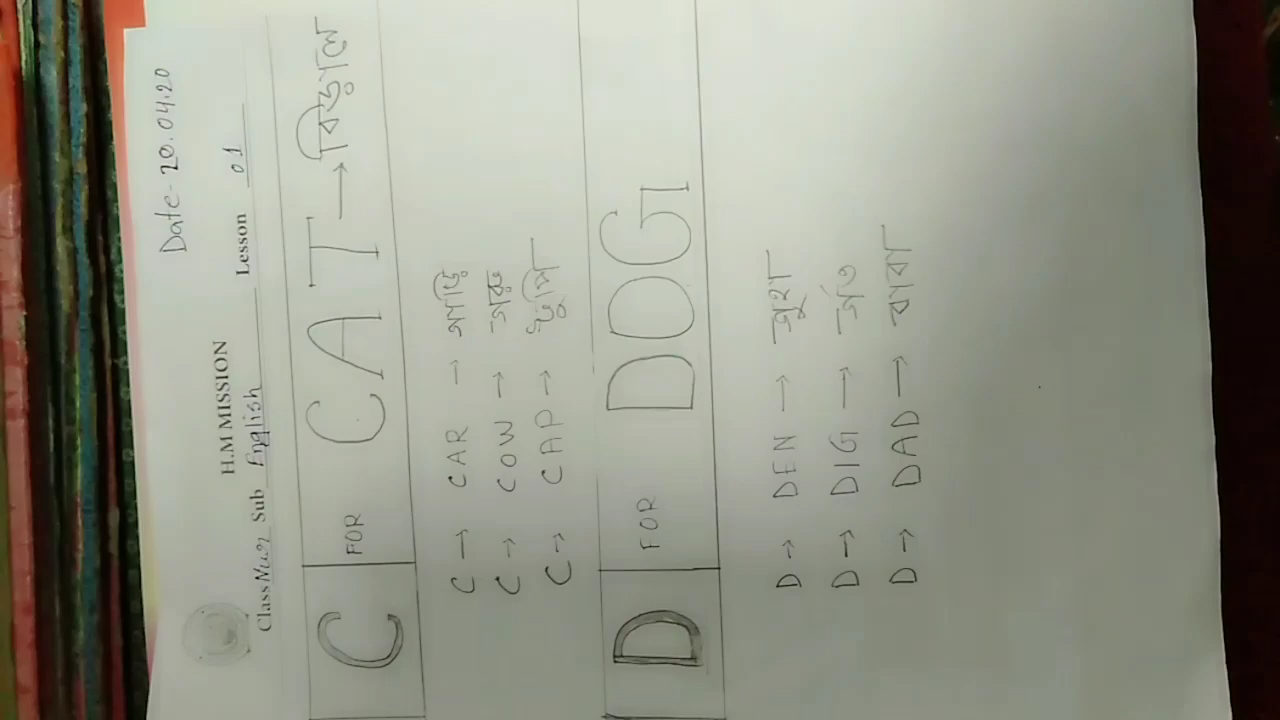 Date- 20.04.20
H.M MISSION
Class Nur Sub English Lesson 01
C FOR CAT → বিড়াল
C → CAR → গাড়ি
C → COW → গরু
C → CAP → টুপি
D FOR DOG
D → DEN → গুহা
D → DIG → গর্ত
D → DAD → বাবা